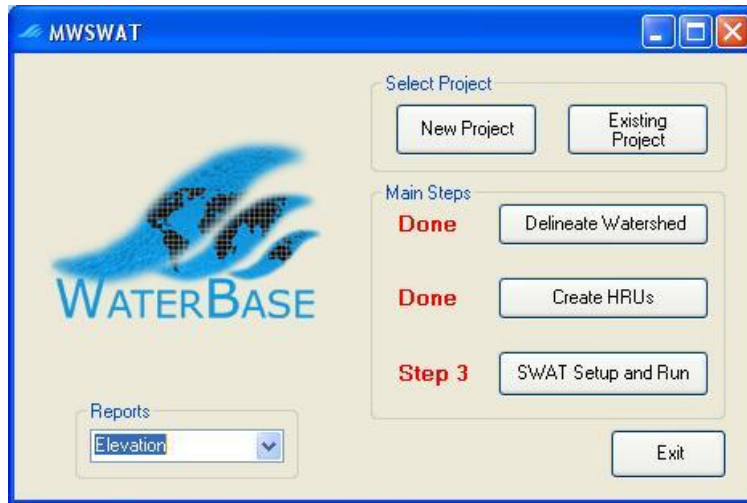 MWSWAT
Select Project
New Project
Existing
Project
Main Steps
Done
Delineate Watershed
Done
Create HRUs
Step 3
SWAT Setup and Run
WATERBASE
Reports
Elevation
Exit